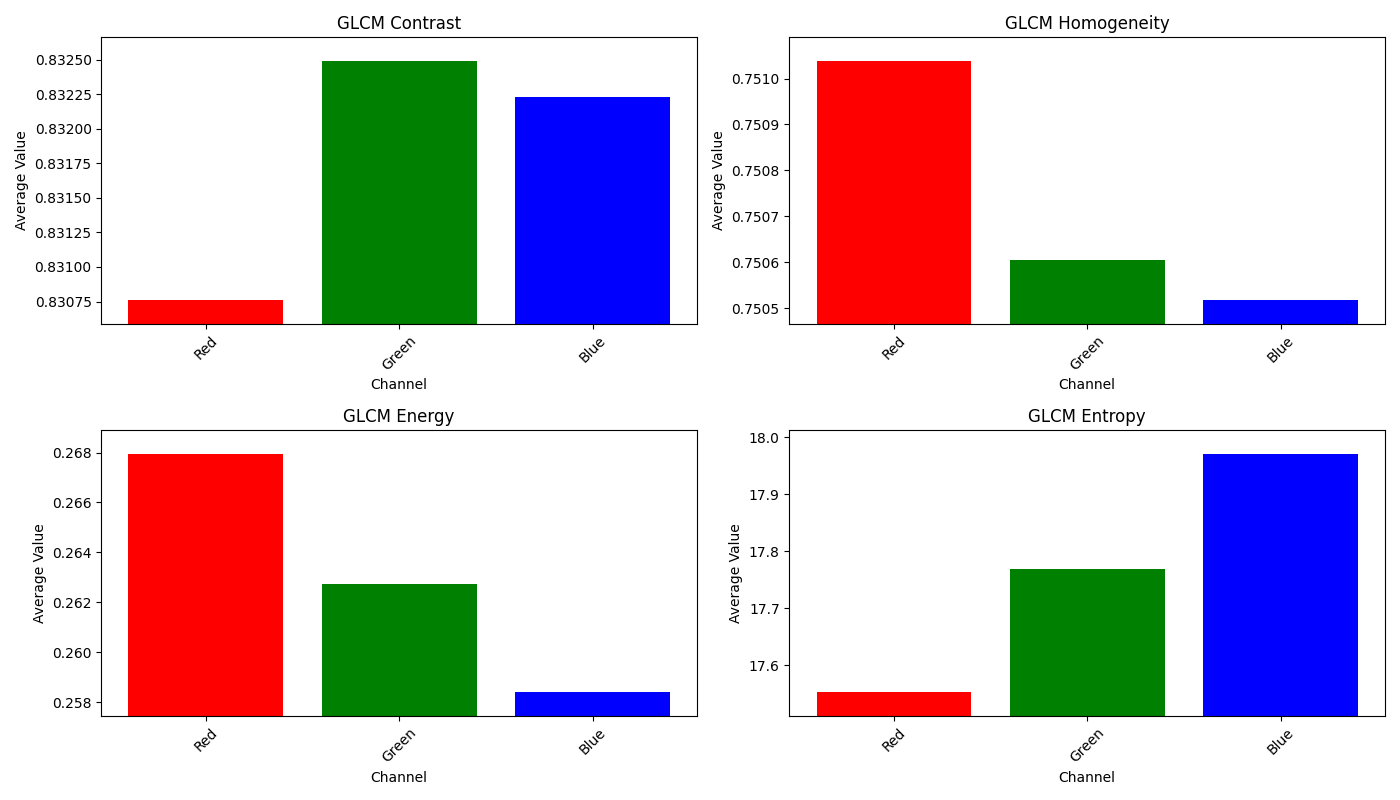 GLCM Contrast
0.83250
0.83225
0.83200
0.83175
0.83150
0.83125
0.83100
0.83075
Average Value
Red
Green
Blue
Channel
GLCM Homogeneity
0.7510
0.7509
0.7508
0.7507
0.7506
0.7505
Average Value
Red
Green
Blue
Channel
GLCM Energy
0.268
0.266
0.264
0.262
0.260
0.258
Average Value
Red
Green
Blue
Channel
GLCM Entropy
18.0
17.9
17.8
17.7
17.6
Average Value
Red
Green
Blue
Channel